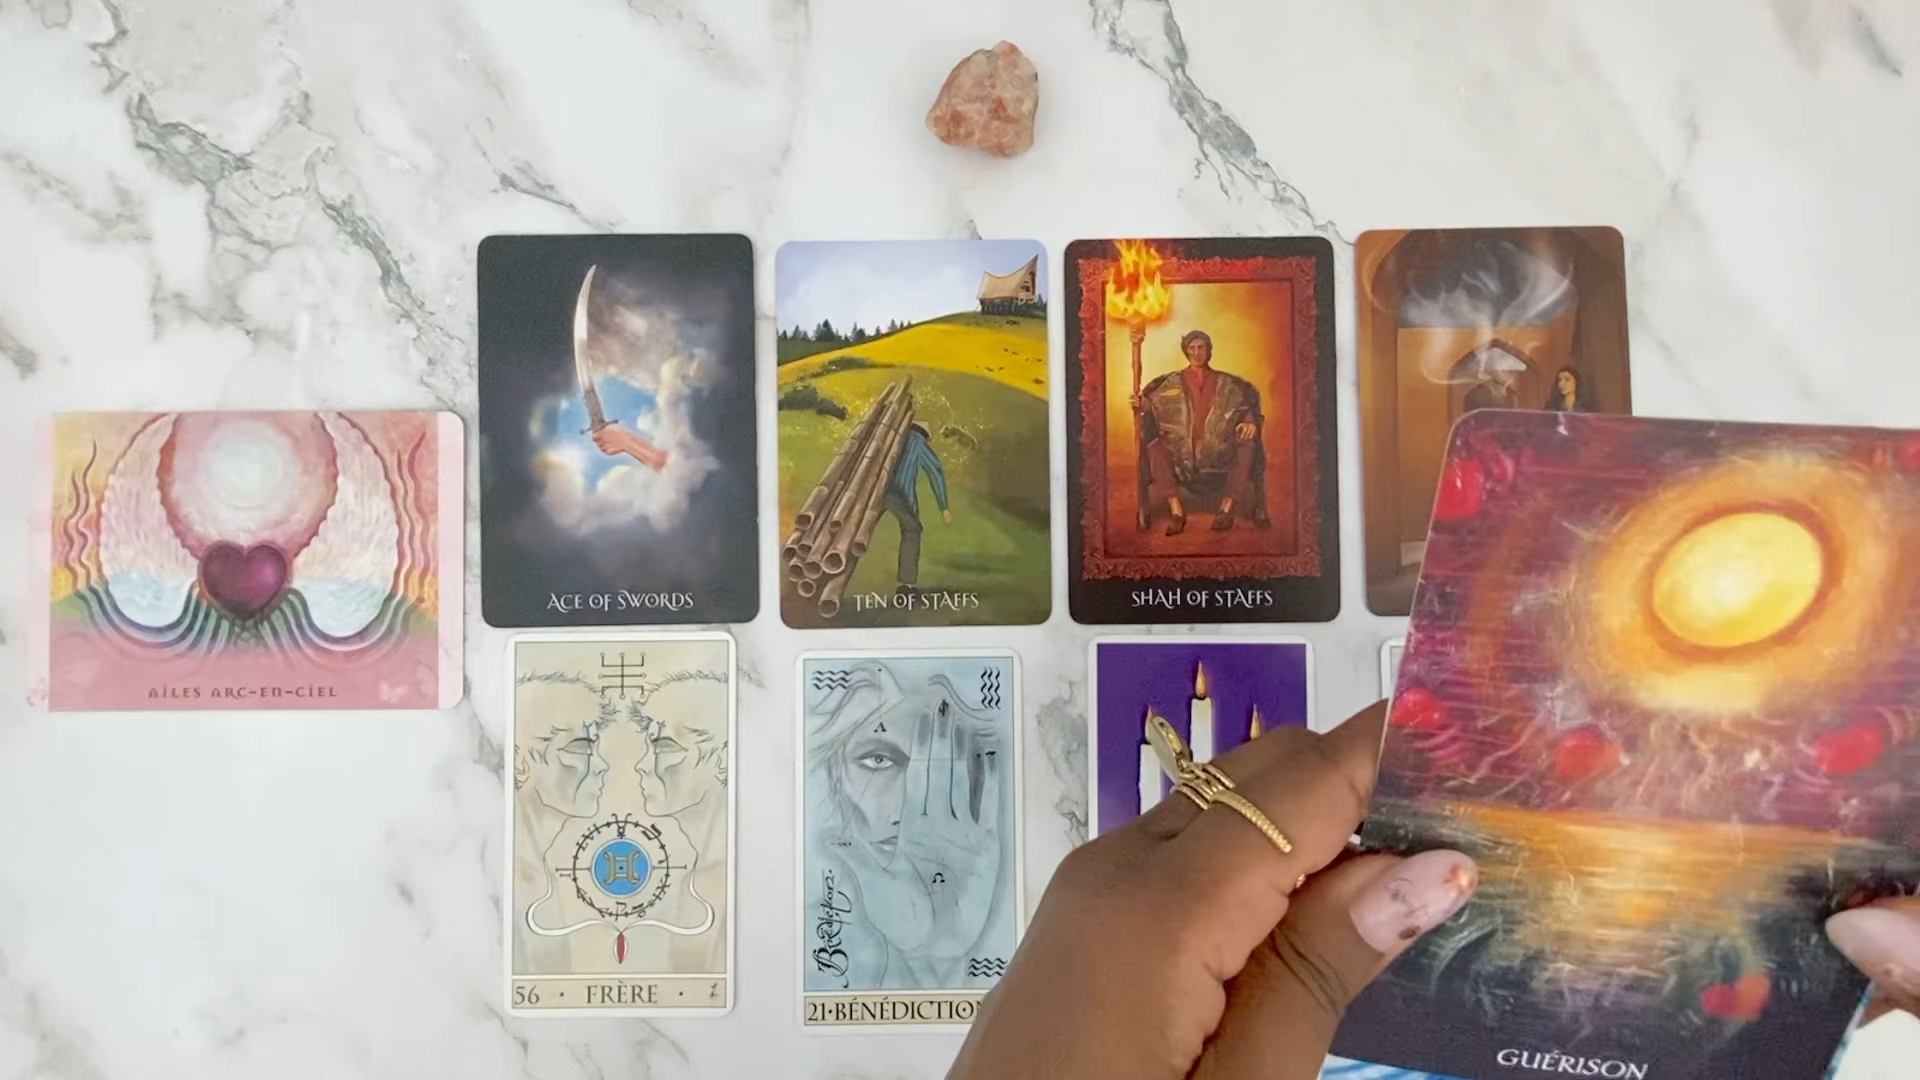 ACE OF SWORDS
TEN OF STAFFS
SHAH OF STAFFS
AILES ARC-EN-CIEL
56 · FRÈRE ·
21·BÉNÉDICTION
GUÉRISON